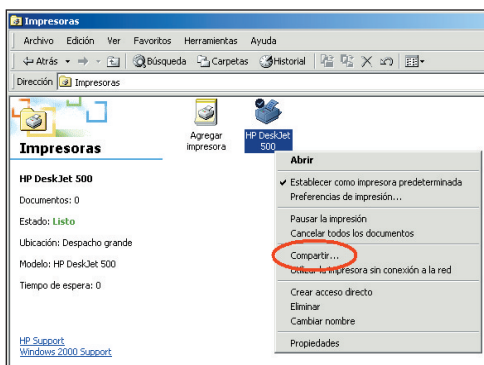 Impresoras
Archivo Edición Ver Favoritos Herramientas Ayuda
Atrás Búsqueda Carpetas Historial
Dirección Impresoras
Impresoras
HP DeskJet 500
Documentos: 0
Estado: Listo
Ubicación: Despacho grande
Modelo: HP DeskJet 500
Tiempo de espera: 0
HP Support
Windows 2000 Support
Agregar
impresora
HP DeskJet
500
Abrir
Establecer como impresora predeterminada
Preferencias de impresión...
Pausar la impresión
Cancelar todos los documentos
Compartir...
Utilizar la impresora sin conexión a la red
Crear acceso directo
Eliminar
Cambiar nombre
Propiedades